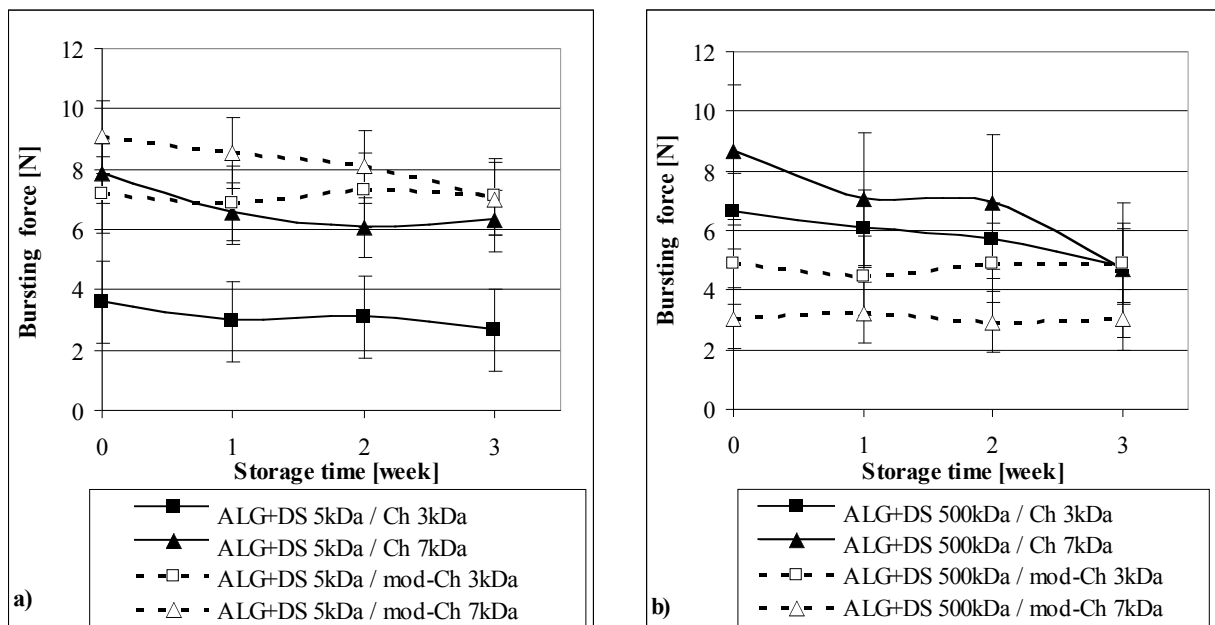 12
10
8
6
4
2
0
Bursting force [N]
0 1 2 3
Storage time [week]
ALG+DS 5kDa / Ch 3kDa
ALG+DS 5kDa / Ch 7kDa
ALG+DS 5kDa / mod-Ch 3kDa
ALG+DS 5kDa / mod-Ch 7kDa
a)
12
10
8
6
4
2
0
Bursting force [N]
0 1 2 3
Storage time [week]
ALG+DS 500kDa / Ch 3kDa
ALG+DS 500kDa / Ch 7kDa
ALG+DS 500kDa / mod-Ch 3kDa
ALG+DS 500kDa / mod-Ch 7kDa
b)